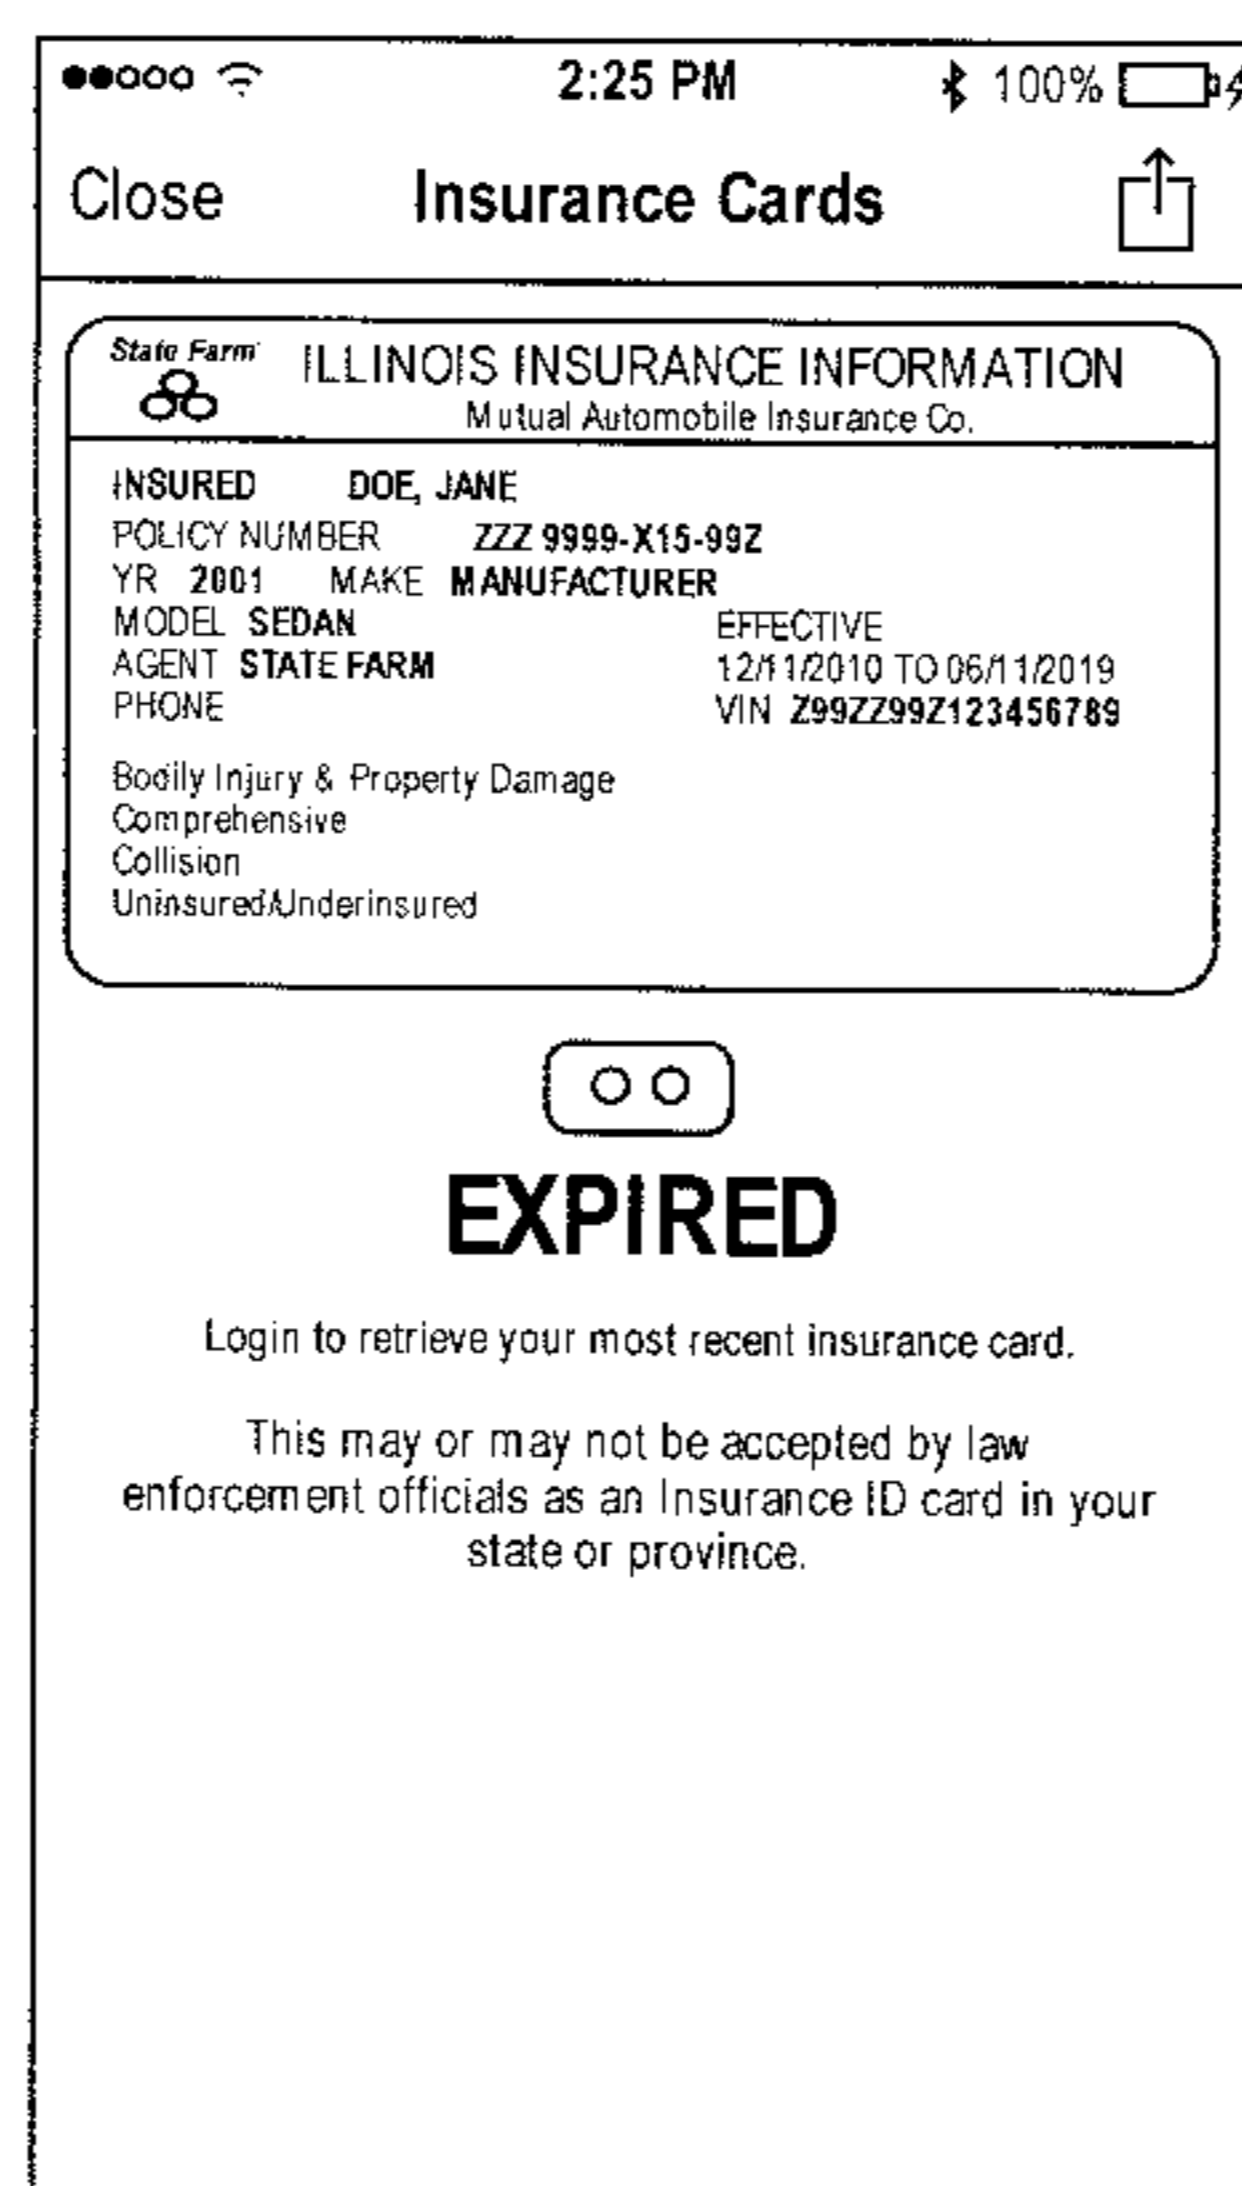 2:25 PM 100%
Close Insurance Cards
State Farm ILLINOIS INSURANCE INFORMATION
Mutual Automobile Insurance Co.
INSURED DOE, JANE
POLICY NUMBER ZZZ 9999-X15-99Z
YR 2001 MAKE MANUFACTURER
MODEL SEDAN EFFECTIVE
AGENT STATE FARM 12/11/2010 TO 06/11/2019
PHONE VIN Z99ZZ99Z123456789
Bodily Injury & Property Damage
Comprehensive
Collision
Uninsured/Underinsured
EXPIRED
Login to retrieve your most recent insurance card.
This may or may not be accepted by law
enforcement officials as an Insurance ID card in your
state or province.